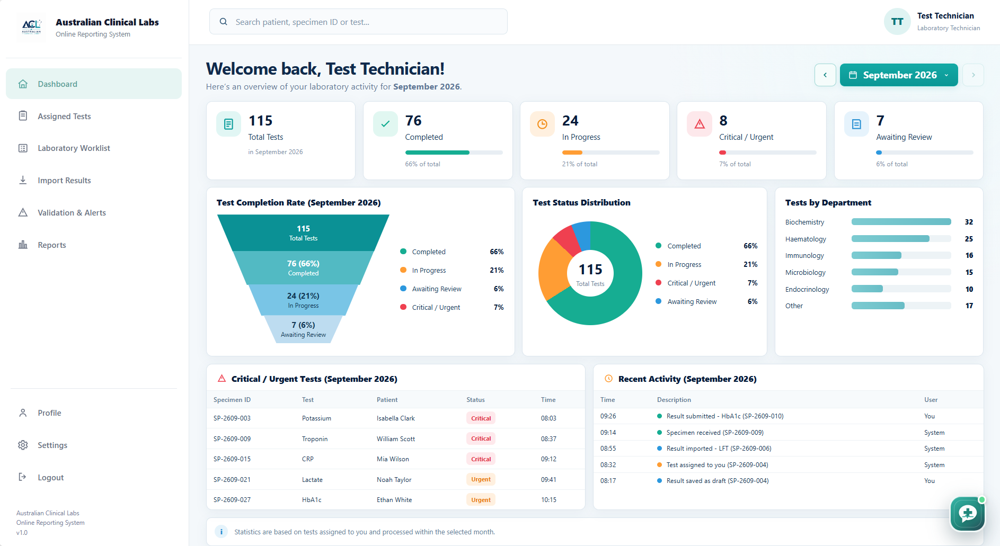 ACL
AUSTRALIAN
CLINICAL LABS
Australian Clinical Labs
Online Reporting System
Dashboard
Assigned Tests
Laboratory Worklist
Import Results
Validation & Alerts
Reports
Profile
Settings
Logout
Australian Clinical Labs
Online Reporting System
v1.0
Search patient, specimen ID or test...
TT
Test Technician
Laboratory Technician
Welcome back, Test Technician!
Here's an overview of your laboratory activity for September 2026.
September 2026
115
Total Tests
in September 2026
76
Completed
66% of total
24
In Progress
21% of total
8
Critical / Urgent
7% of total
7
Awaiting Review
6% of total
Test Completion Rate (September 2026)
115
Total Tests
76 (66%)
Completed
24 (21%)
In Progress
7 (6%)
Awaiting Review
Completed 66%
In Progress 21%
Awaiting Review 6%
Critical / Urgent 7%
Test Status Distribution
115
Total Tests
Completed 66%
In Progress 21%
Critical / Urgent 7%
Awaiting Review 6%
Tests by Department
Biochemistry 32
Haematology 25
Immunology 16
Microbiology 15
Endocrinology 10
Other 17
Critical / Urgent Tests (September 2026)
Specimen ID Test Patient Status Time
SP-2609-003 Potassium Isabella Clark Critical 08:03
SP-2609-009 Troponin William Scott Critical 08:37
SP-2609-015 CRP Mia Wilson Critical 09:12
SP-2609-021 Lactate Noah Taylor Urgent 09:41
SP-2609-027 HbA1c Ethan White Urgent 10:15
Recent Activity (September 2026)
Time Description User
09:26 Result submitted - HbA1c (SP-2609-010) You
09:14 Specimen received (SP-2609-009) System
08:55 Result imported - LFT (SP-2609-006) System
08:32 Test assigned to you (SP-2609-004) System
08:17 Result saved as draft (SP-2609-004) You
Statistics are based on tests assigned to you and processed within the selected month.